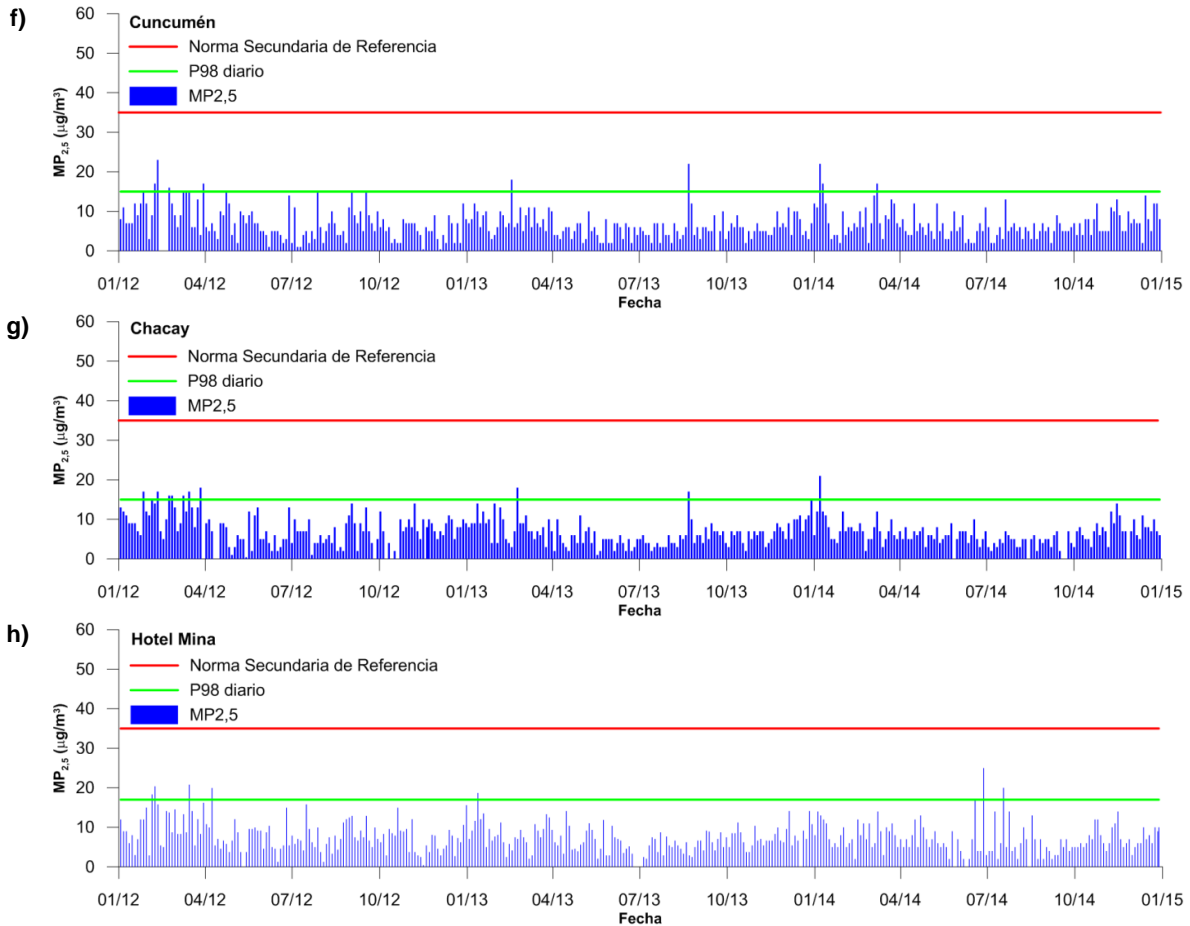 f)
Cuncumén
Norma Secundaria de Referencia
P98 diario
MP2,5
MP2,5 (µg/m³)
60
50
40
30
20
10
0
01/12 04/12 07/12 10/12 01/13 04/13 07/13 10/13 01/14 04/14 07/14 10/14 01/15
Fecha
g)
Chacay
Norma Secundaria de Referencia
P98 diario
MP2,5
MP2,5 (µg/m³)
60
50
40
30
20
10
0
01/12 04/12 07/12 10/12 01/13 04/13 07/13 10/13 01/14 04/14 07/14 10/14 01/15
Fecha
h)
Hotel Mina
Norma Secundaria de Referencia
P98 diario
MP2,5
MP2,5 (µg/m³)
60
50
40
30
20
10
0
01/12 04/12 07/12 10/12 01/13 04/13 07/13 10/13 01/14 04/14 07/14 10/14 01/15
Fecha